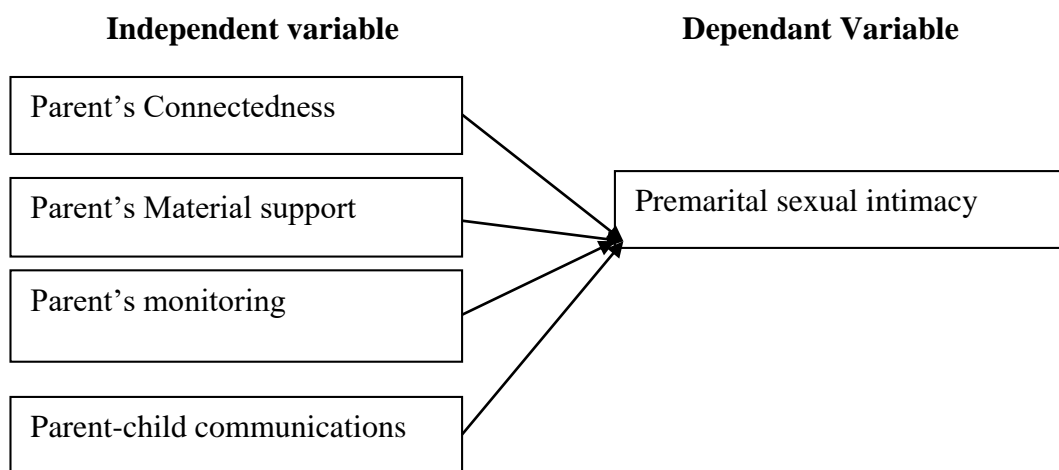 Independent variable
Dependant Variable
Parent’s Connectedness
Parent’s Material support
Premarital sexual intimacy
Parent’s monitoring
Parent-child communications